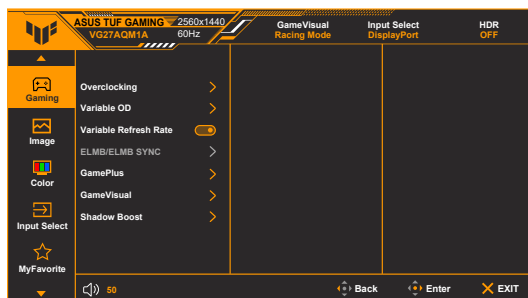 ASUS TUF GAMING 2560x1440 GameVisual Input Select HDR
VG27AQM1A 60Hz Racing Mode DisplayPort OFF
Gaming
Image
Color
Input Select
MyFavorite
Overclocking
Variable OD
Variable Refresh Rate
ELMB/ELMB SYNC
GamePlus
GameVisual
Shadow Boost
50 Back Enter EXIT